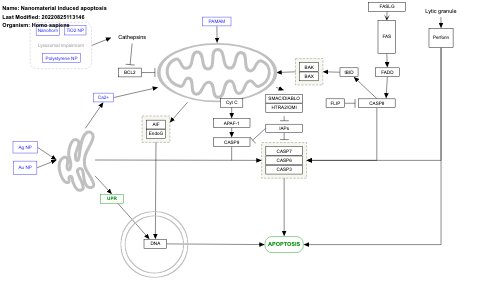 Name: Nanomaterial induced apoptosis
Last Modified: 20220825113146
Organism: Homo sapiens
Nanohorn
TiO2 NP
Lysosomal impairment
Polystyrene NP
Cathepsins
BCL2
PAMAM
FASLG
Lytic granule
FAS
Perforin
BAK
BAX
tBID
FADD
Ca2+
Cyt C
SMAC/DIABLO
HTRA2/OMI
FLIP
CASP8
AIF
EndoG
APAF-1
IAPs
CASP9
Ag NP
Au NP
CASP7
CASP6
CASP3
UPR
DNA
APOPTOSIS